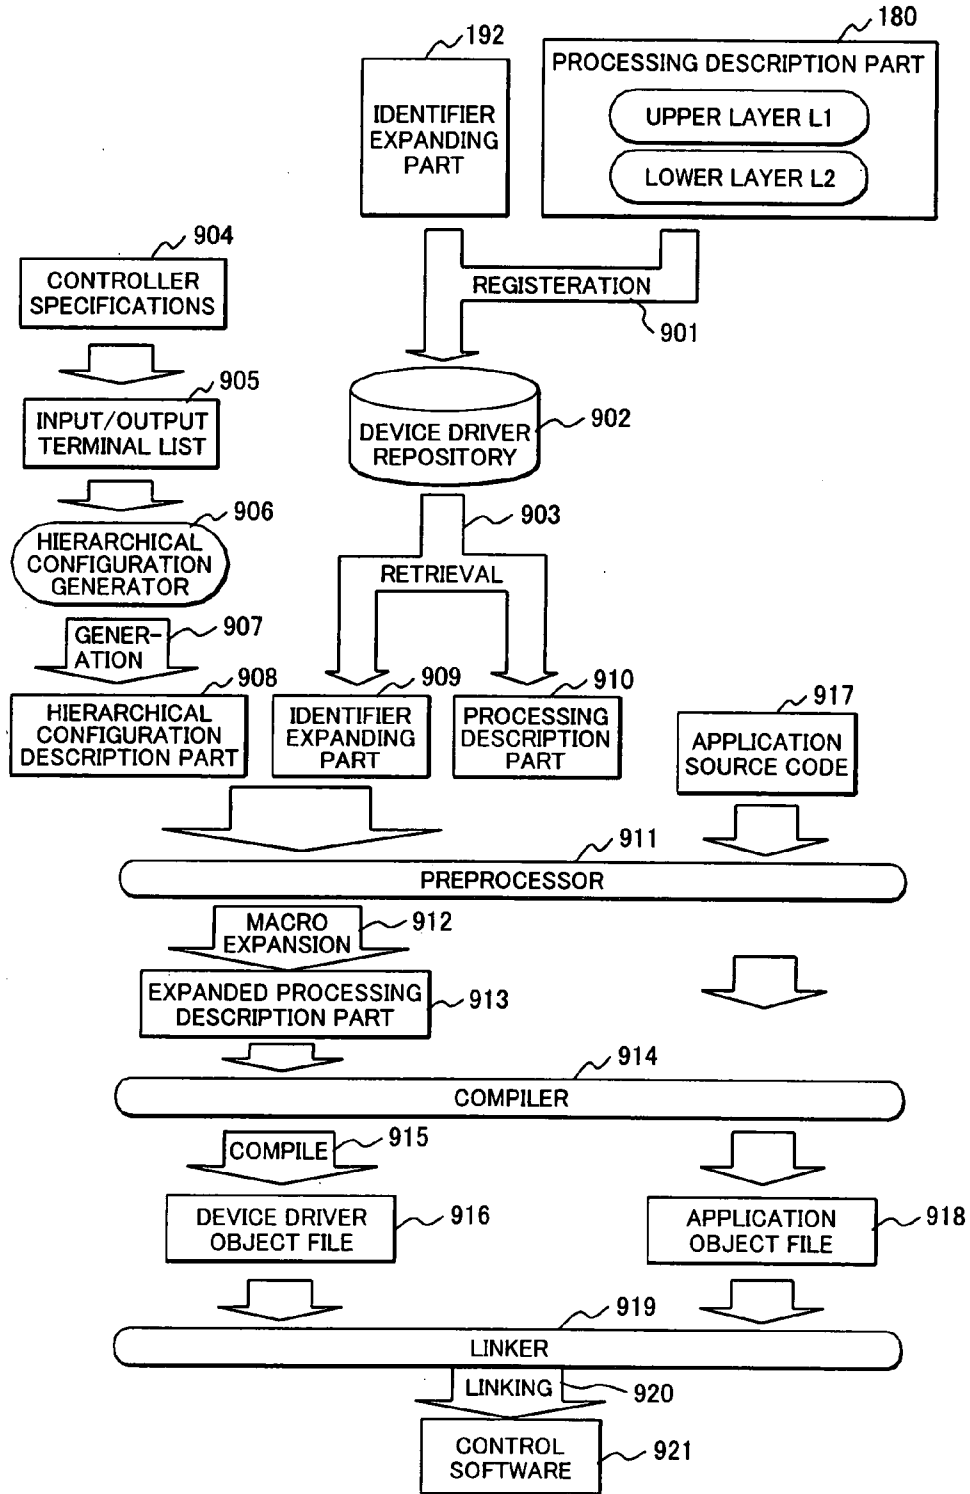 192
180
IDENTIFIER
EXPANDING
PART
PROCESSING DESCRIPTION PART
UPPER LAYER L1
LOWER LAYER L2
904
CONTROLLER
SPECIFICATIONS
REGISTERATION
901
905
INPUT/OUTPUT
TERMINAL LIST
DEVICE DRIVER
REPOSITORY
902
906
HIERARCHICAL
CONFIGURATION
GENERATOR
903
RETRIEVAL
GENER-
ATION
907
908
HIERARCHICAL
CONFIGURATION
DESCRIPTION PART
909
IDENTIFIER
EXPANDING
PART
910
PROCESSING
DESCRIPTION
PART
917
APPLICATION
SOURCE CODE
911
PREPROCESSOR
MACRO
EXPANSION
912
EXPANDED PROCESSING
DESCRIPTION PART
913
914
COMPILER
COMPILE
915
DEVICE DRIVER
OBJECT FILE
916
APPLICATION
OBJECT FILE
918
919
LINKER
LINKING
920
CONTROL
SOFTWARE
921